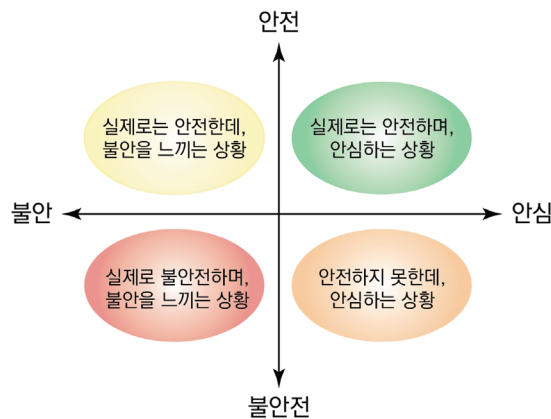 안전
실제로는 안전한데,
불안을 느끼는 상황
실제로는 안전하며,
안심하는 상황
불안
안심
실제로 불안전하며,
불안을 느끼는 상황
안전하지 못한데,
안심하는 상황
불안전